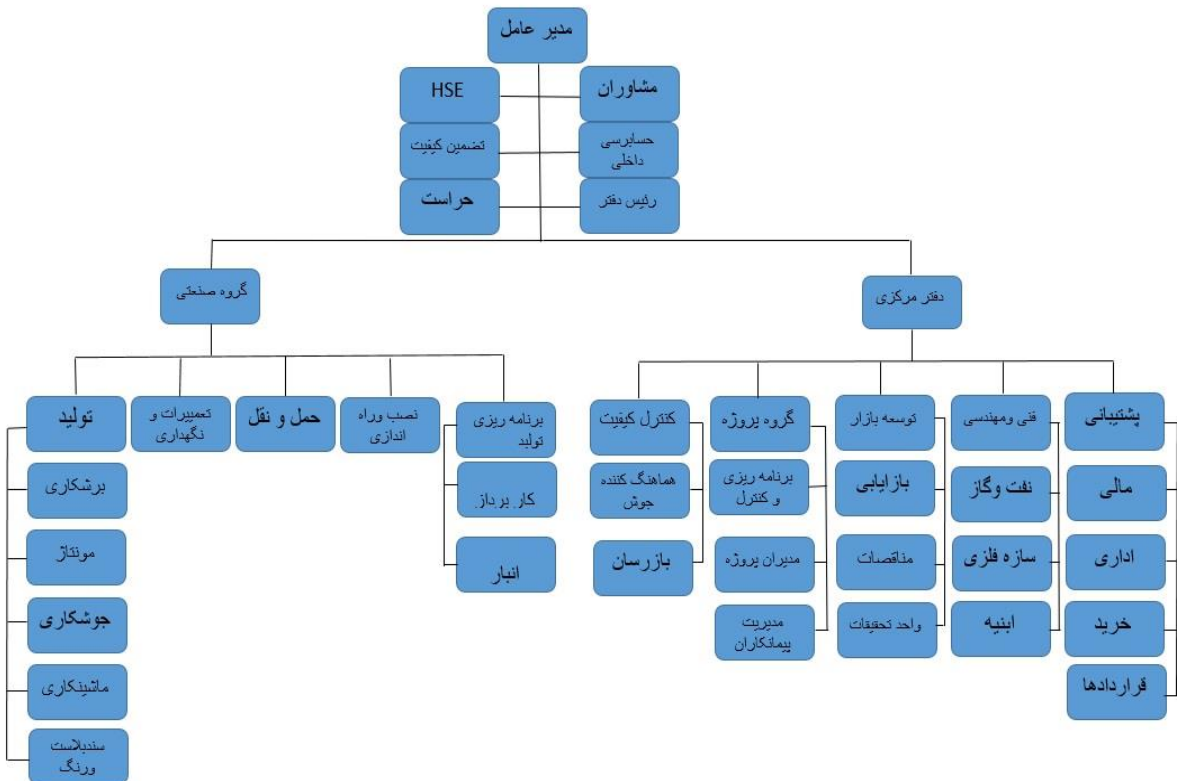 مدیر عامل
مشاوران
HSE
حسابرسی
داخلی
تضمین کیفیت
رئیس دفتر
حراست
دفتر مرکزی
گروه صنعتی
پشتیبانی
مالی
اداری
خرید
قراردادها
فنی ومهندسی
نفت وگاز
سازه فلزی
ابنیه
توسعه بازار
بازایابی
مناقصات
واحد تحقیقات
گروه پروژه
برنامه ریزی
و کنترل
مدیران پروژه
مدیریت
پیمانکاران
کنترل کیفیت
هماهنگ کننده
جوش
بازرسان
برنامه ریزی
تولید
کار پرداز
انبار
نصب وراه
اندازی
حمل و نقل
تعمییرات و
نگهداری
تولید
برشکاری
مونتاژ
جوشکاری
ماشینکاری
سندبلاست
ورنگ